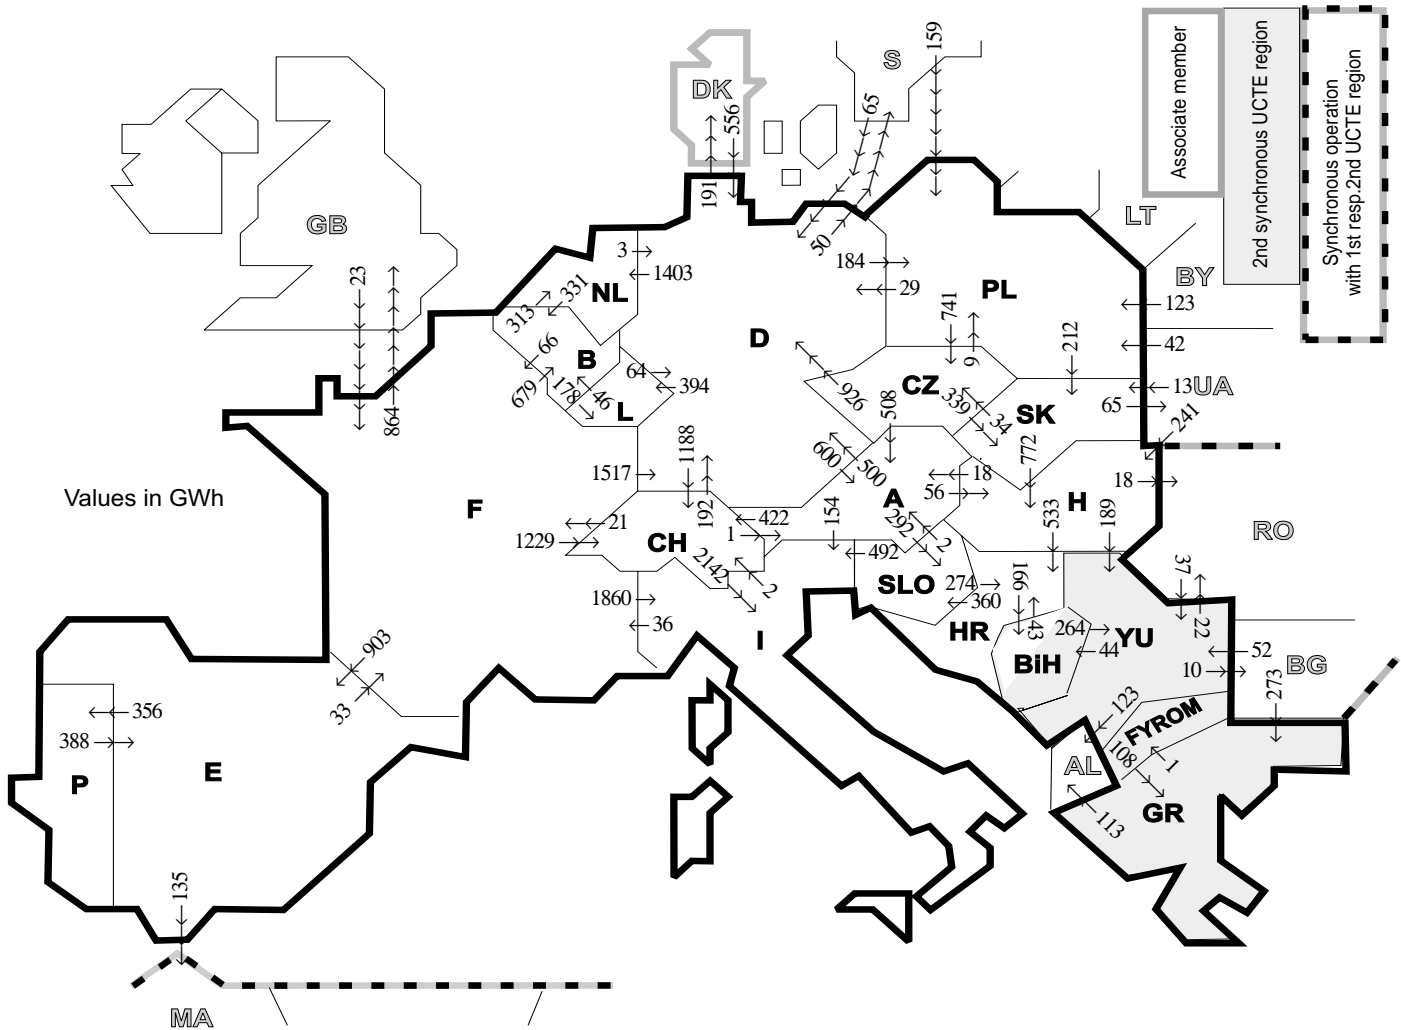 159
S
DK
65
556
Associate member
2nd synchronous UCTE region
Synchronous operation
with 1st resp.2nd UCTE region
191
GB
LT
50
3
184
1403
23
BY
NL
331
29
PL
313
741
123
66
D
212
42
B
9
64
394
CZ
13
UA
679
178
46
926
508
339
34
SK
65
L
241
864
1188
600
500
772
1517
18
18
Values in GWh
56
A
H
F
192
422
154
533
189
21
292
2
RO
1229
CH
1
492
2142
2
SLO
274
166
37
1860
360
36
I
HR
43
264
YU
22
44
52
903
BiH
10
BG
273
33
356
123
FYROM
388
108
1
AL
P
E
GR
113
135
MA